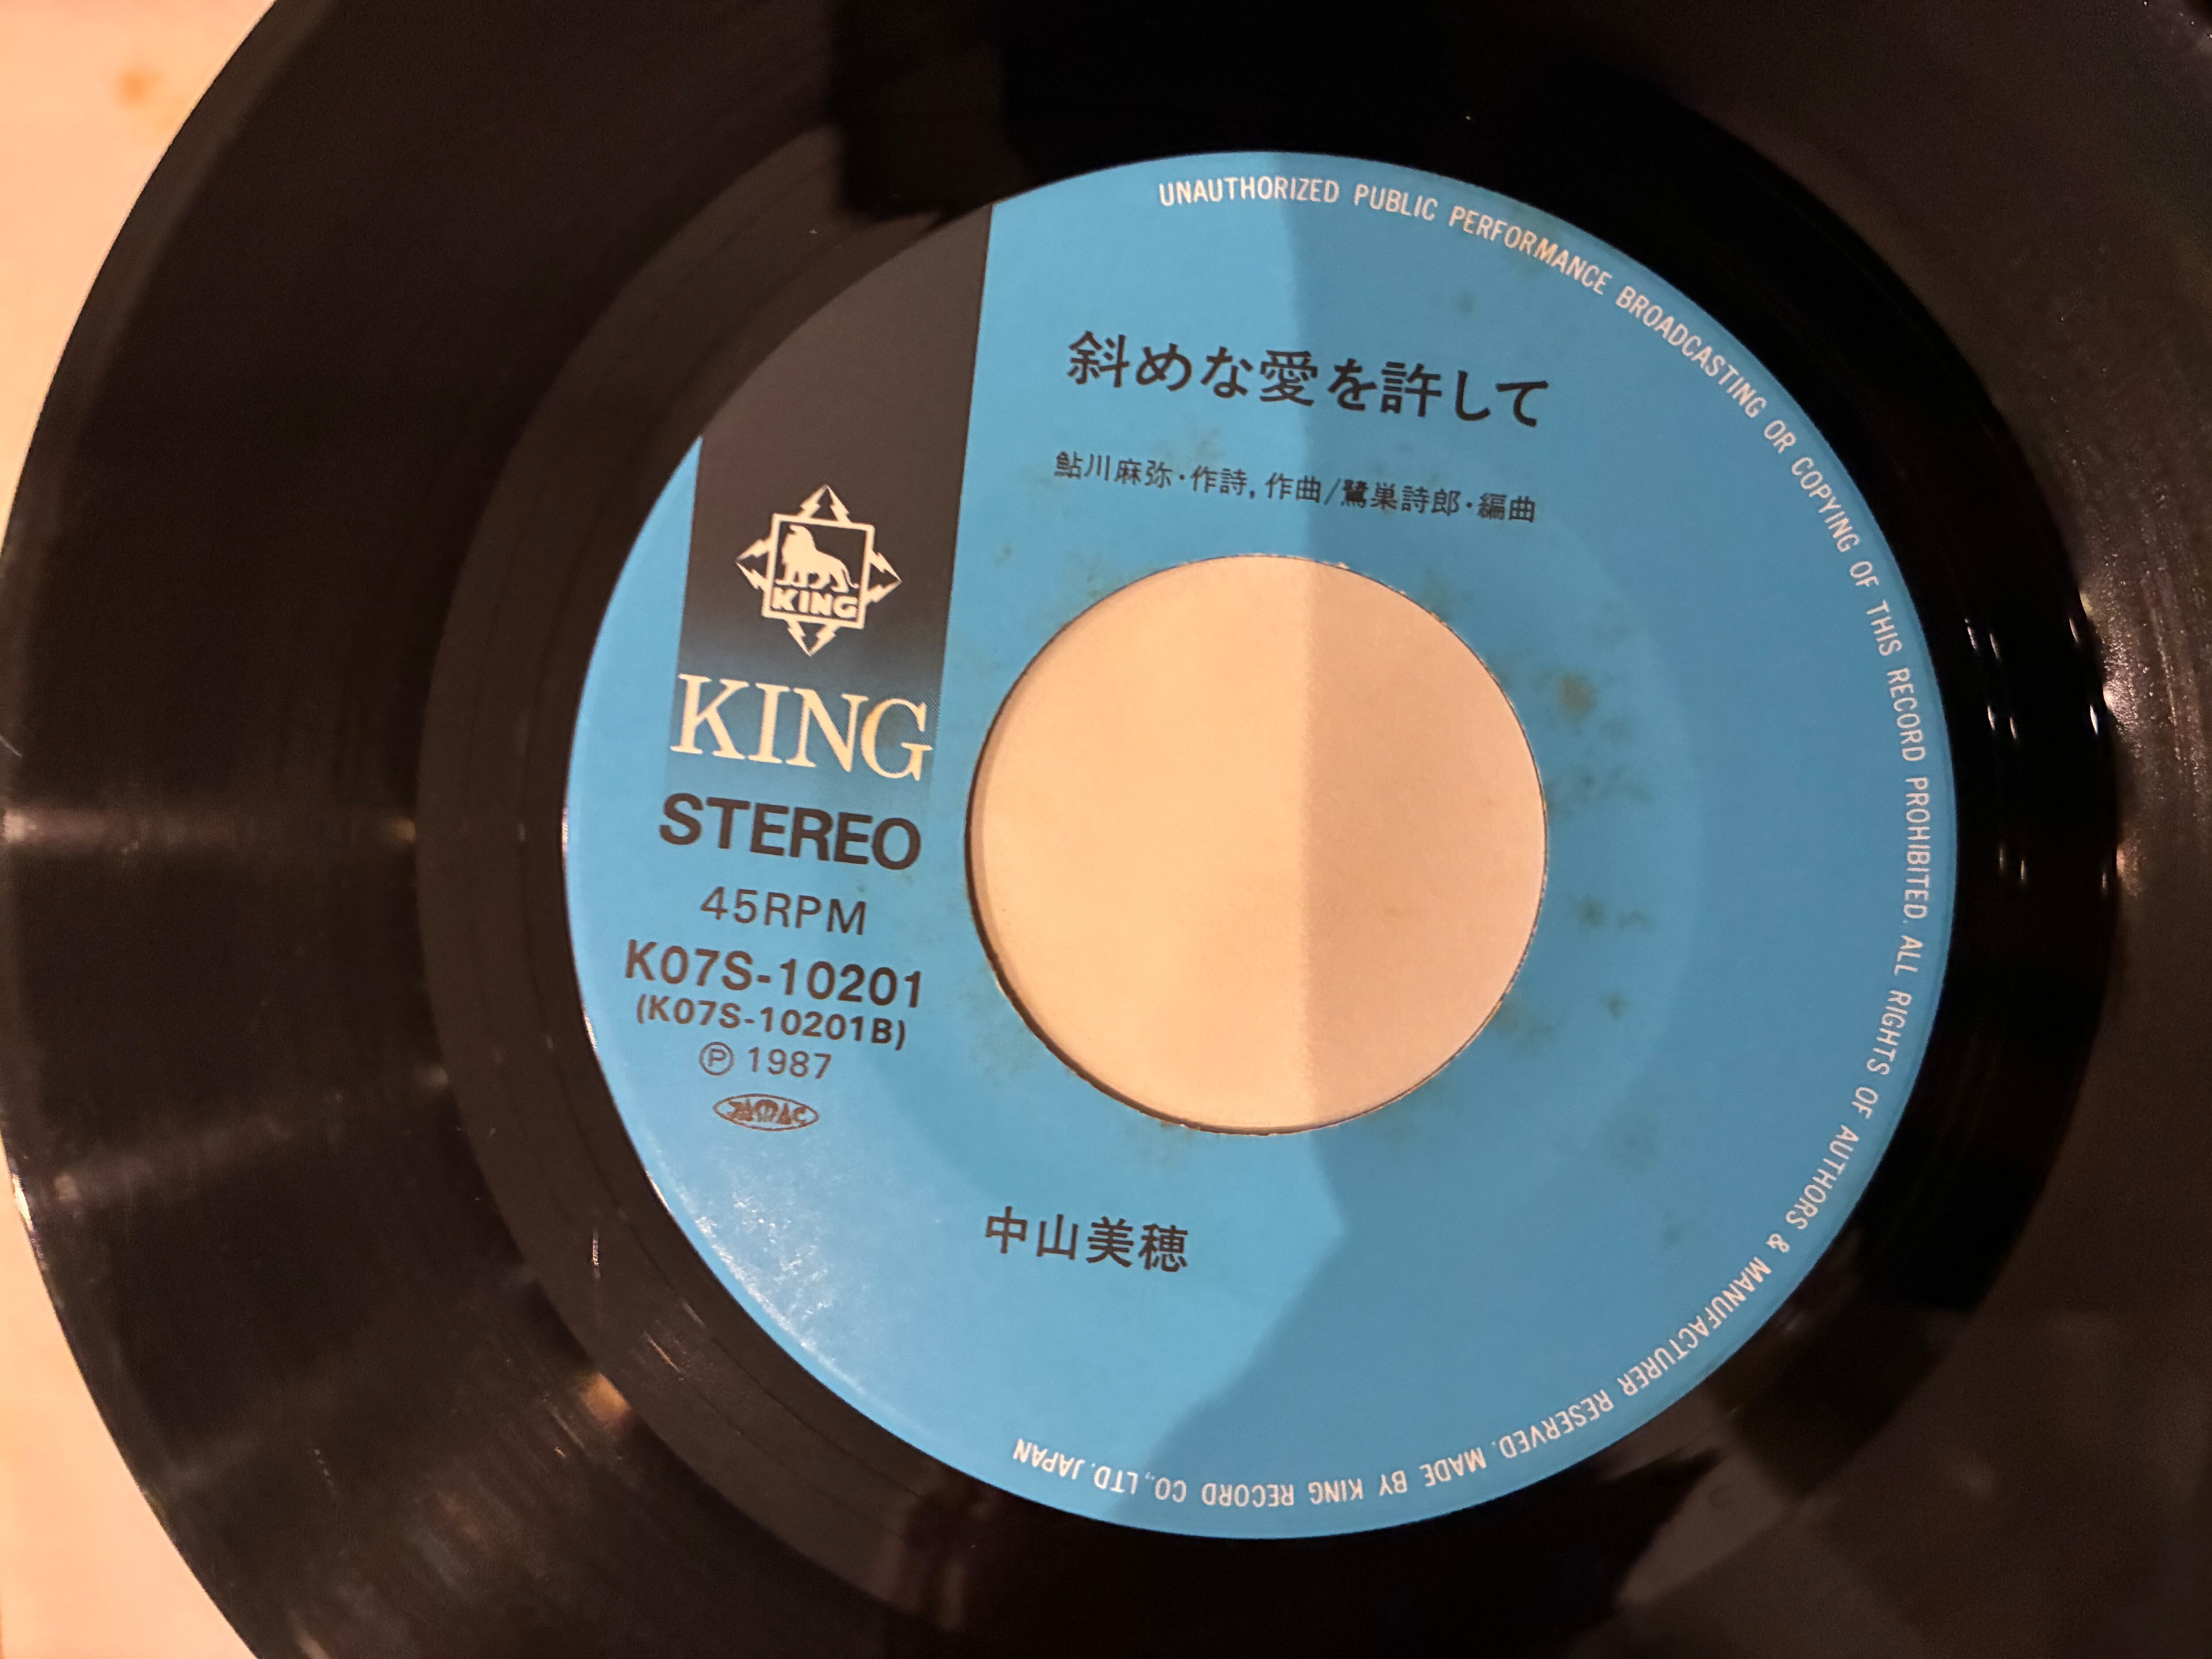 UNAUTHORIZED PUBLIC PERFORMANCE BROADCASTING OR COPYING OF THIS RECORD PROHIBITED. ALL RIGHTS OF AUTHORS & MANUFACTURER RESERVED. MADE BY KING RECORD CO., LTD. JAPAN
斜めな愛を許して
鮎川麻弥・作詩, 作曲/鷺巣詩郎・編曲
KING
KING
STEREO
45RPM
K07S-10201
(K07S-10201B)
Ⓟ 1987
JASRAC
中山美穂